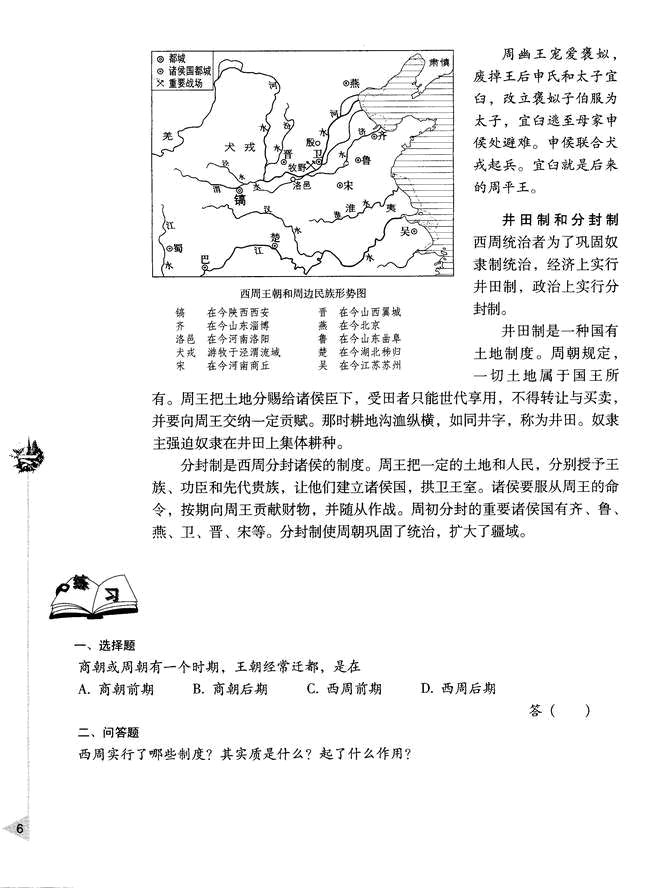 都城
诸侯国都城
重要战场
肃慎
燕
河
河
汾
水
羌
犬戎
水
济
齐
殷
晋
卫
鲁
牧野
泾
水
渭
水
洛邑
宋
镐
汉
水
淮
夷
江
水
蜀
巴
楚
江
水
吴
西周王朝和周边民族形势图
镐 在今陕西西安 晋 在今山西翼城
齐 在今山东淄博 燕 在今北京
洛邑 在今河南洛阳 鲁 在今山东曲阜
犬戎 游牧于泾渭流域 楚 在今湖北秭归
宋 在今河南商丘 吴 在今江苏苏州
周幽王宠爱褒姒，
废掉王后申氏和太子宜
臼，改立褒姒子伯服为
太子，宜臼逃至母家申
侯处避难。申侯联合犬
戎起兵。宜臼就是后来
的周平王。
井田制和分封制
西周统治者为了巩固奴
隶制统治，经济上实行
井田制，政治上实行分
封制。
井田制是一种国有
土地制度。周朝规定，
一切土地属于国王所
有。周王把土地分赐给诸侯臣下，受田者只能世代享用，不得转让与买卖，
并要向周王交纳一定贡赋。那时耕地沟洫纵横，如同井字，称为井田。奴隶
主强迫奴隶在井田上集体耕种。
分封制是西周分封诸侯的制度。周王把一定的土地和人民，分别授予王
族、功臣和先代贵族，让他们建立诸侯国，拱卫王室。诸侯要服从周王的命
令，按期向周王贡献财物，并随从作战。周初分封的重要诸侯国有齐、鲁、
燕、卫、晋、宋等。分封制使周朝巩固了统治，扩大了疆域。
练习
一、选择题
商朝或周朝有一个时期，王朝经常迁都，是在
A. 商朝前期 B. 商朝后期 C. 西周前期 D. 西周后期
答（ ）
二、问答题
西周实行了哪些制度？其实质是什么？起了什么作用？
6